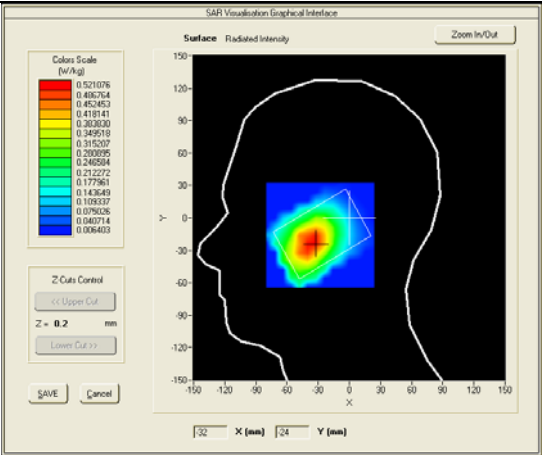 SAR Visualisation Graphical Interface
Surface Radiated Intensity
Zoom In/Out
Colors Scale
(W/kg)
0.521076
0.486764
0.452453
0.418141
0.383830
0.349518
0.315207
0.280895
0.246584
0.212272
0.177961
0.143649
0.109337
0.075026
0.040714
0.006403
Z-Cuts Control
<< Upper Cut
Z = 0.2 mm
Lower Cut >>
SAVE Cancel
150-
120-
90-
60-
30-
0-
-30-
-60-
-90-
-120-
-150-
Y
-150 -120 -90 -60 -30 0 30 60 90 120 150
X
-32 X (mm) -24 Y (mm)